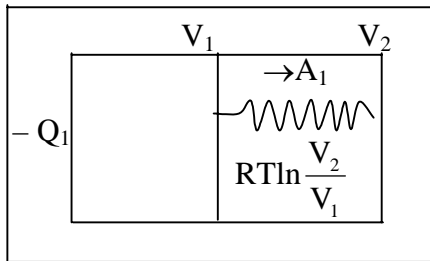 V₁ V₂
→A₁
– Q₁
RTln V₂/V₁